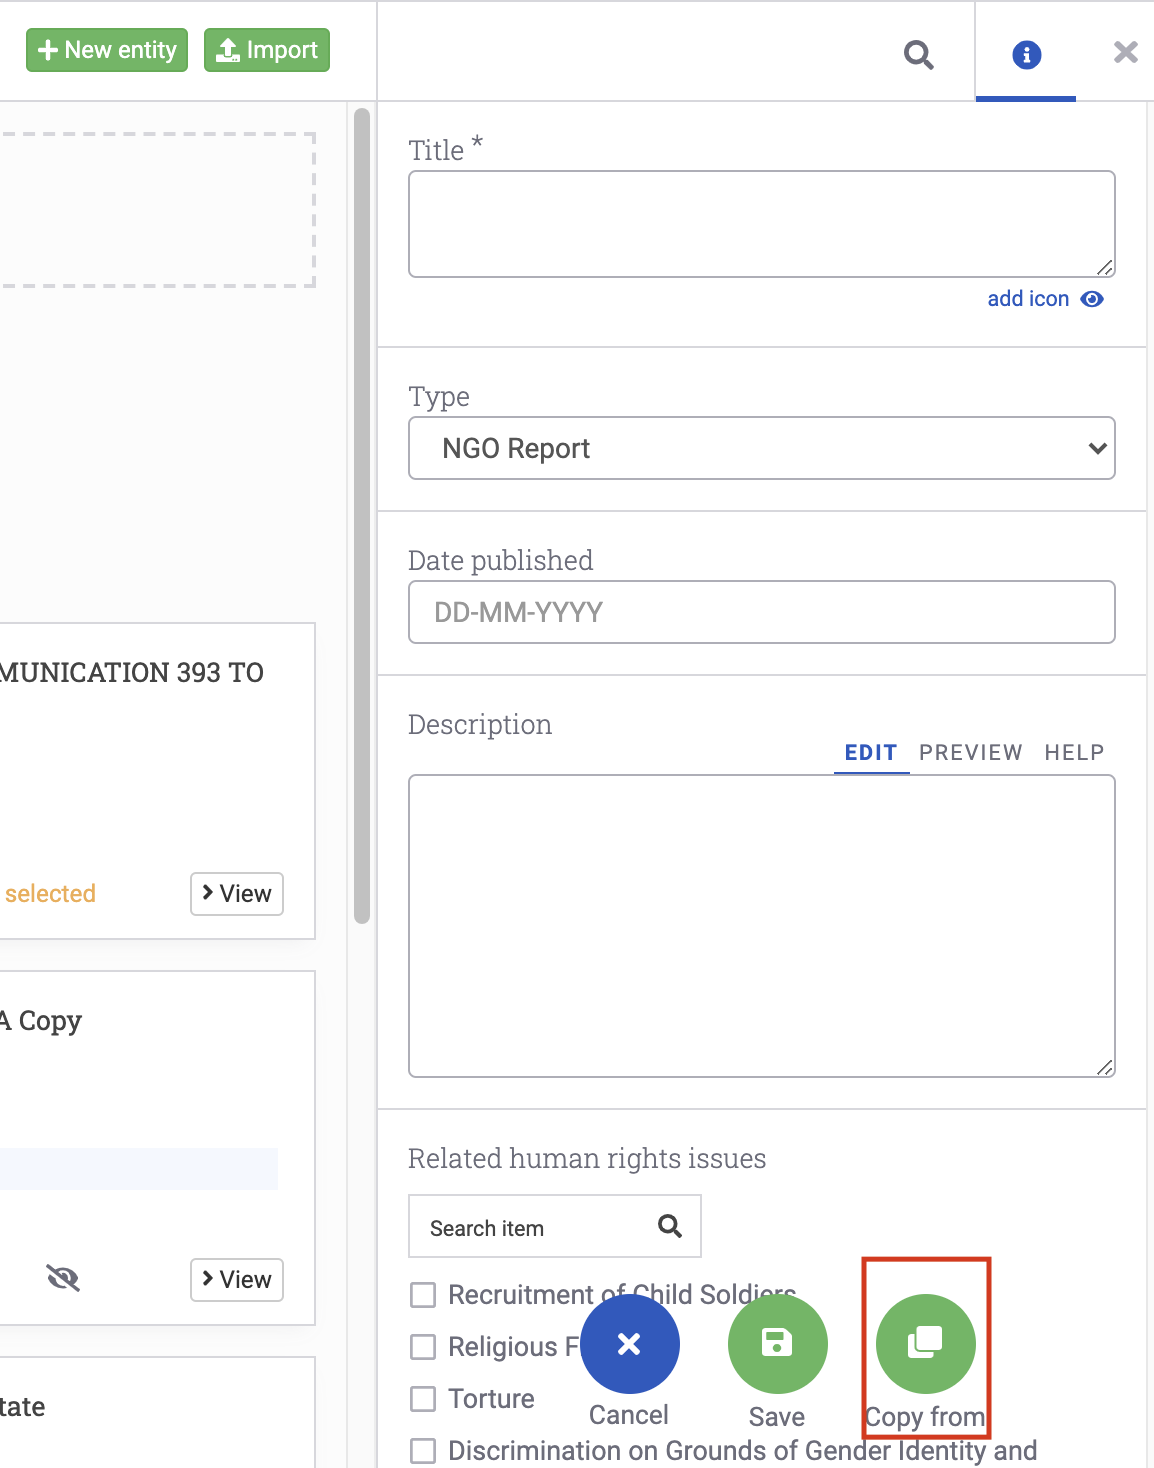 New entity
Import
MUNICATION 393 TO
selected
View
A Copy
View
tate
Title *
add icon
Type
NGO Report
Date published
DD-MM-YYYY
Description
EDIT PREVIEW HELP
Related human rights issues
Search item
Recruitment of Child Soldiers
Religious F
Torture
Discrimination on Grounds of Gender Identity and
Cancel
Save
Copy from